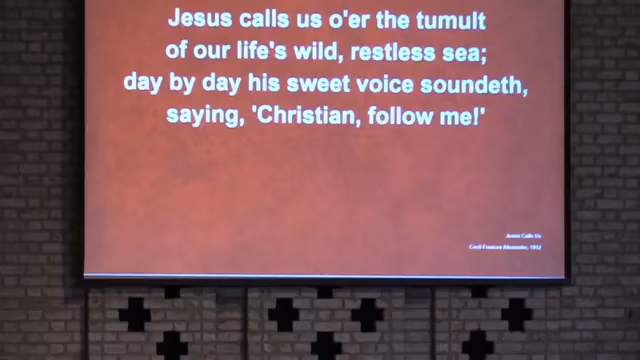 Jesus calls us o'er the tumult
of our life's wild, restless sea;
day by day his sweet voice soundeth,
saying, 'Christian, follow me!'
Jesus Calls Us
Cecil Frances Alexander, 1952